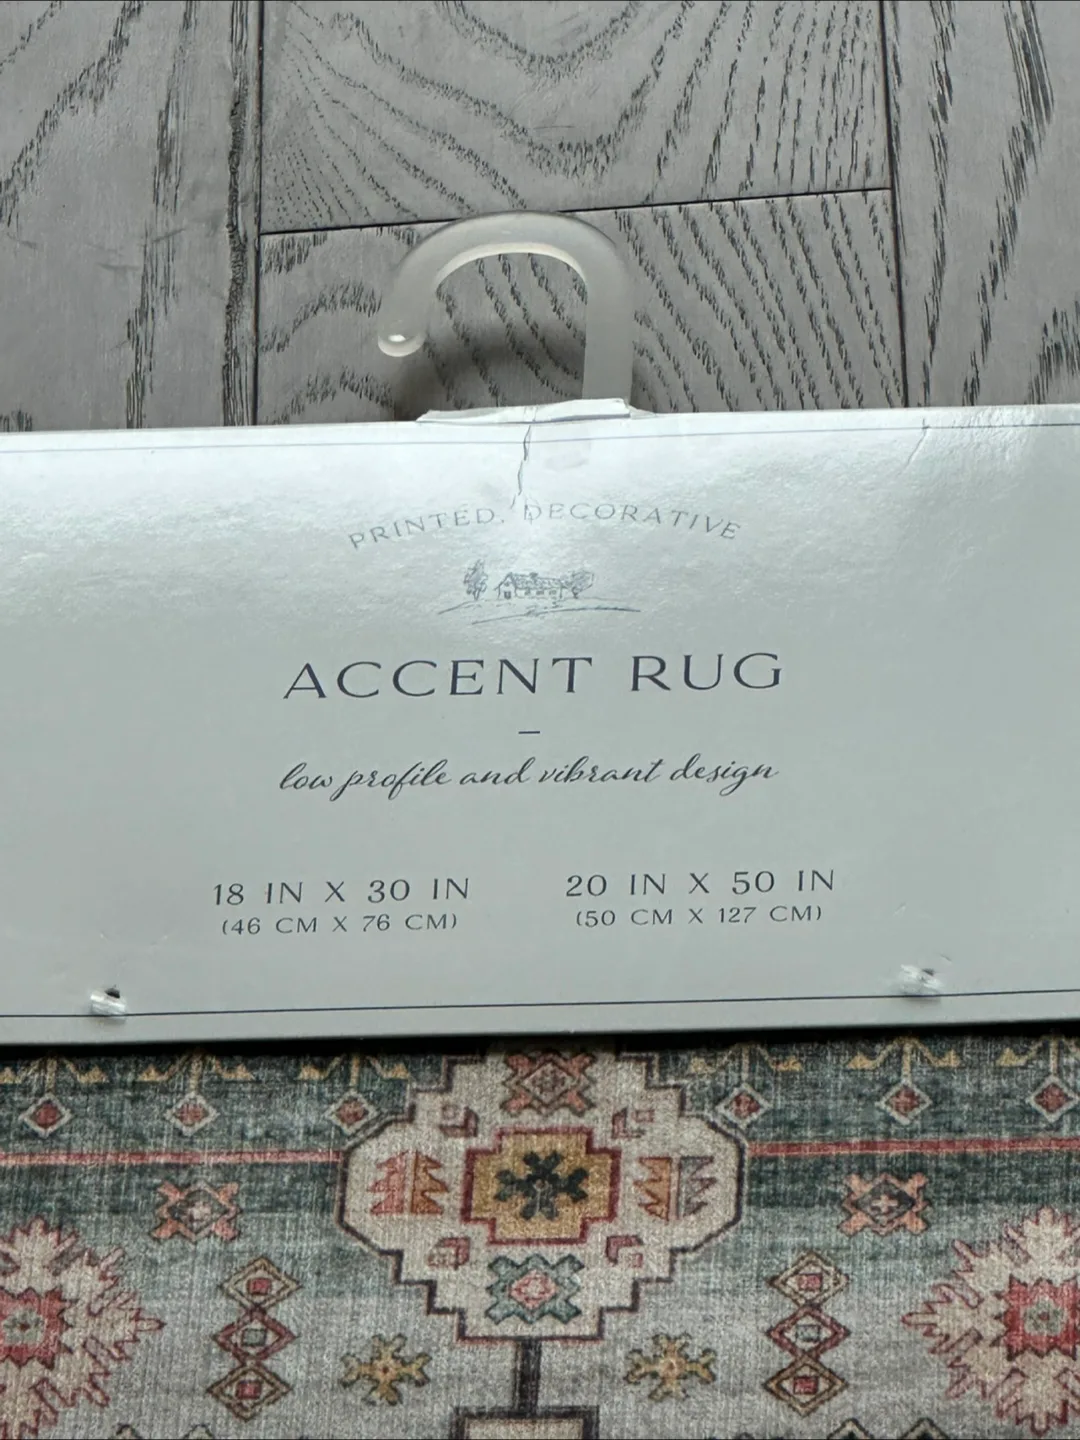 PRINTED, DECORATIVE
ACCENT RUG
low profile and vibrant design
18 IN X 30 IN
(46 CM X 76 CM)
20 IN X 50 IN
(50 CM X 127 CM)